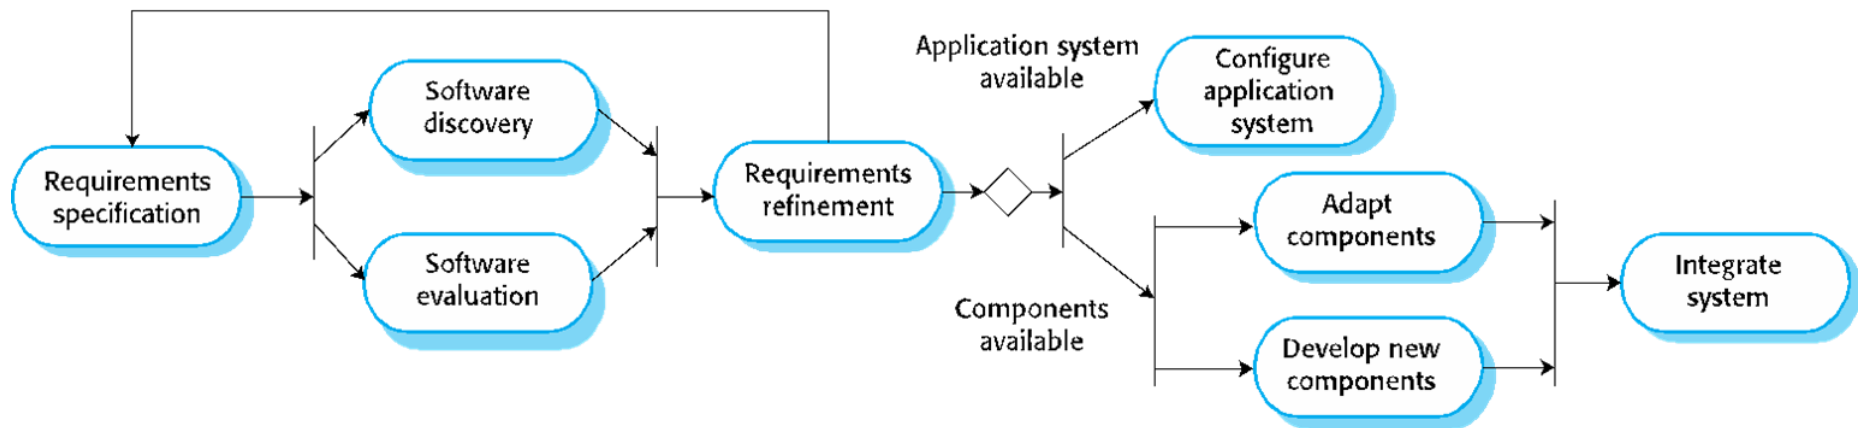 Requirements
specification
Software
discovery
Software
evaluation
Requirements
refinement
Application system
available
Configure
application
system
Components
available
Adapt
components
Develop new
components
Integrate
system